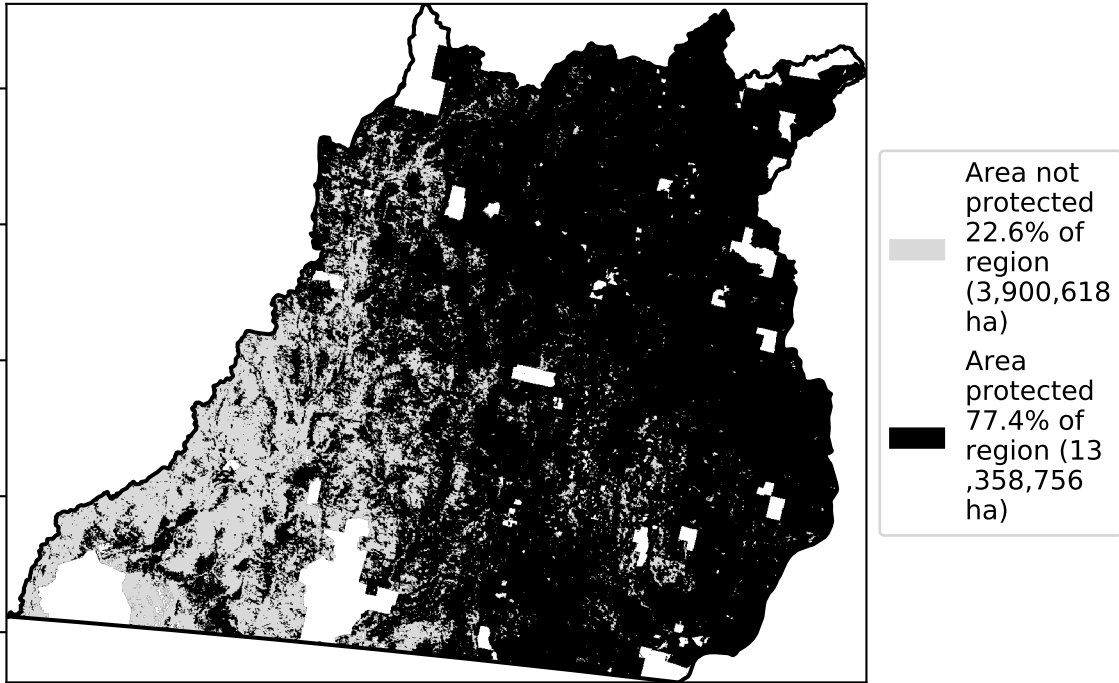 Area not
protected
22.6% of
region
(3,900,618
ha)
Area
protected
77.4% of
region (13
,358,756
ha)